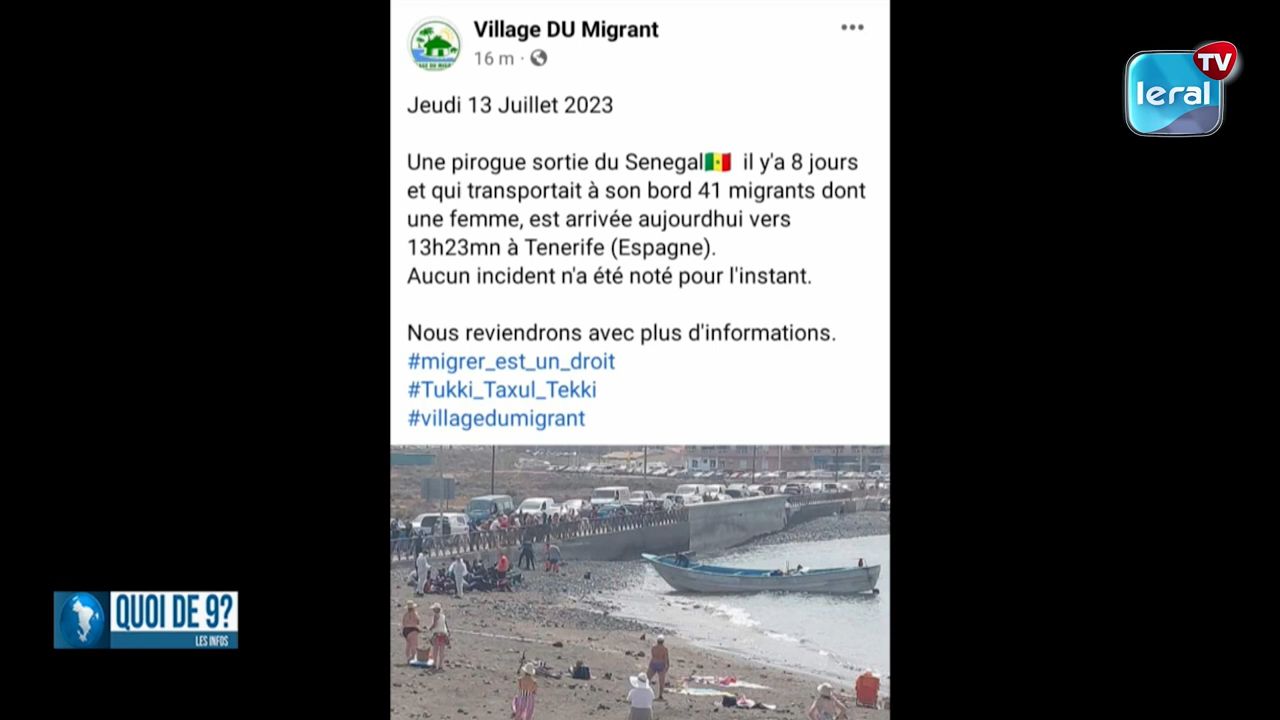 Village DU Migrant
16 m
TV
leral
Jeudi 13 Juillet 2023
Une pirogue sortie du Senegal🇸🇳 il y'a 8 jours
et qui transportait à son bord 41 migrants dont
une femme, est arrivée aujourdhui vers
13h23mn à Tenerife (Espagne).
Aucun incident n'a été noté pour l'instant.
Nous reviendrons avec plus d'informations.
#migrer_est_un_droit
#Tukki_Taxul_Tekki
#villagedumigrant
QUOI DE 9?
LES INFOS